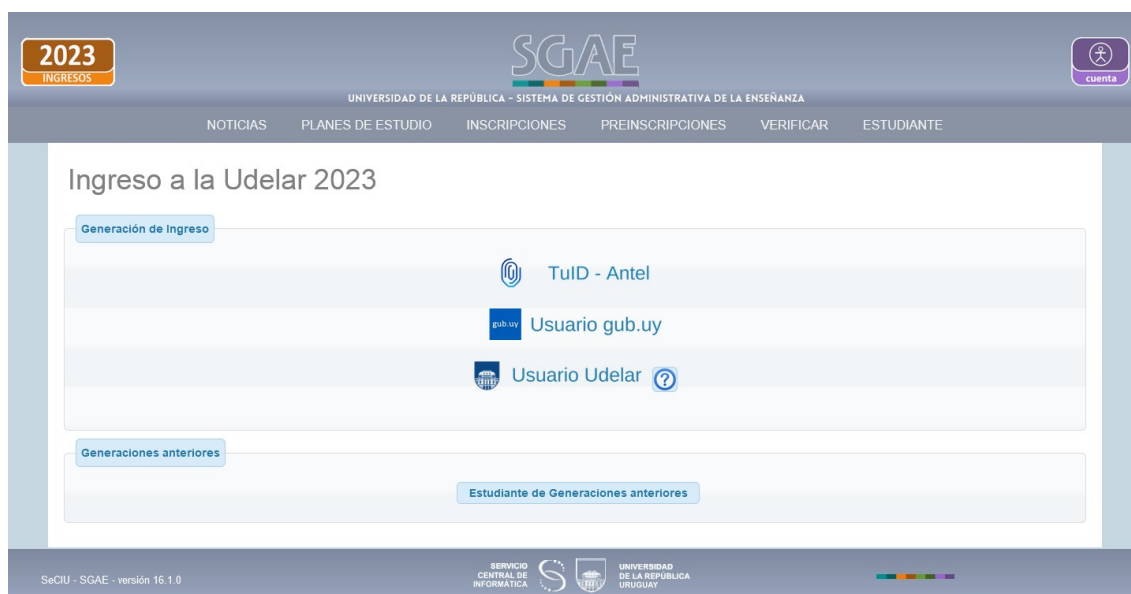 2023
INGRESOS
SGAE
cuenta
UNIVERSIDAD DE LA REPÚBLICA - SISTEMA DE GESTIÓN ADMINISTRATIVA DE LA ENSEÑANZA
NOTICIAS PLANES DE ESTUDIO INSCRIPCIONES PREINSCRIPCIONES VERIFICAR ESTUDIANTE
Ingreso a la Udelar 2023
Generación de Ingreso
TuID - Antel
gub.uy Usuario gub.uy
Usuario Udelar ?
Generaciones anteriores
Estudiante de Generaciones anteriores
SeCIU - SGAE - versión 16.1.0
SERVICIO
CENTRAL DE
INFORMÁTICA
UNIVERSIDAD
DE LA REPÚBLICA
URUGUAY